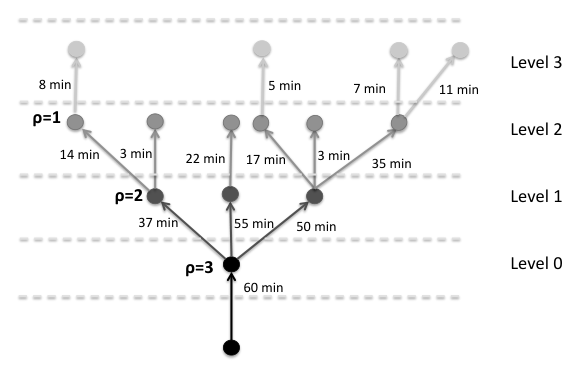 Level 3
8 min
5 min
7 min
11 min
ρ=1
Level 2
14 min
3 min
22 min
17 min
3 min
35 min
ρ=2
Level 1
37 min
55 min
50 min
ρ=3
Level 0
60 min